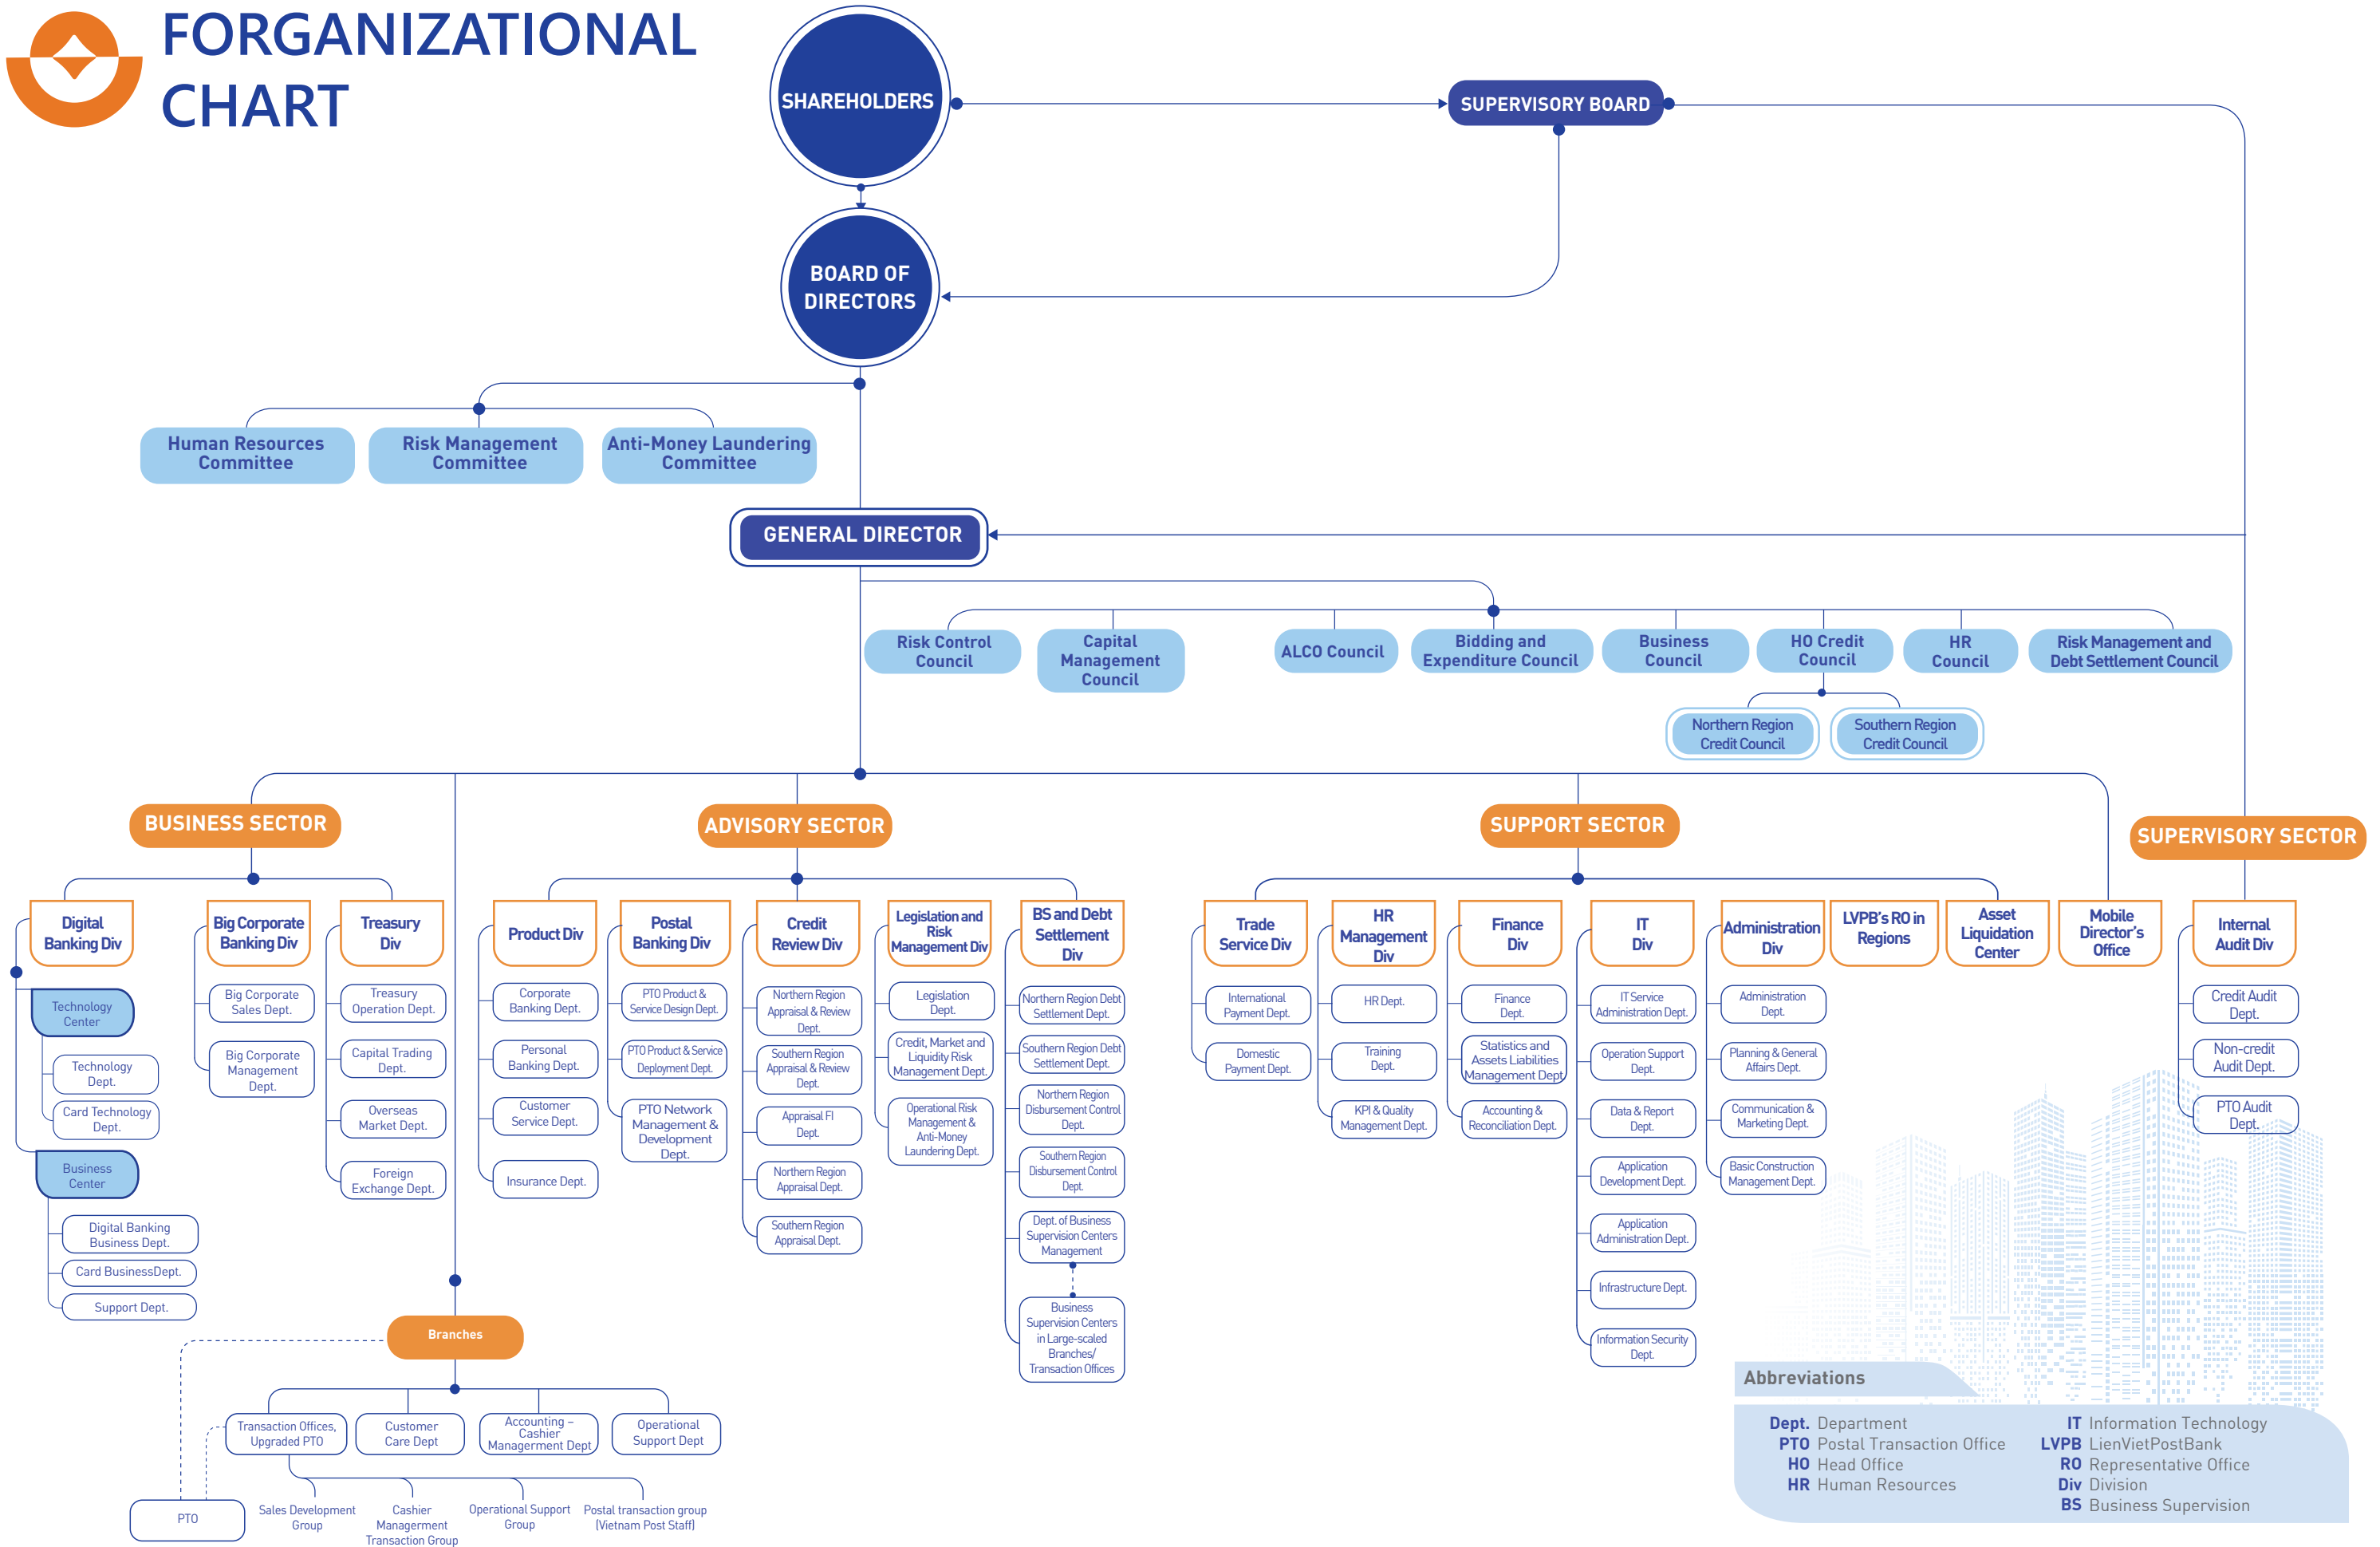 FORGANIZATIONAL
CHART
SHAREHOLDERS
SUPERVISORY BOARD
BOARD OF
DIRECTORS
Human Resources
Committee
Risk Management
Committee
Anti-Money Laundering
Committee
GENERAL DIRECTOR
Risk Control
Council
Capital
Management
Council
ALCO Council
Bidding and
Expenditure Council
Business
Council
HO Credit
Council
HR
Council
Risk Management and
Debt Settlement Council
Northern Region
Credit Council
Southern Region
Credit Council
BUSINESS SECTOR
ADVISORY SECTOR
SUPPORT SECTOR
SUPERVISORY SECTOR
Digital
Banking Div
Big Corporate
Banking Div
Treasury
Div
Product Div
Postal
Banking Div
Credit
Review Div
Legislation and
Risk
Management Div
BS and Debt
Settlement
Div
Trade
Service Div
HR
Management
Div
Finance
Div
IT
Div
Administration
Div
LVPB's RO in
Regions
Asset
Liquidation
Center
Mobile
Director's
Office
Internal
Audit Div
Technology
Center
Technology
Dept.
Card Technology
Dept.
Business
Center
Digital Banking
Business Dept.
Card BusinessDept.
Support Dept.
Big Corporate
Sales Dept.
Big Corporate
Management
Dept.
Treasury
Operation Dept.
Capital Trading
Dept.
Overseas
Market Dept.
Foreign
Exchange Dept.
Corporate
Banking Dept.
Personal
Banking Dept.
Customer
Service Dept.
Insurance Dept.
PTO Product &
Service Design Dept.
PTO Product & Service
Deployment Dept.
PTO Network
Management &
Development
Dept.
Northern Region
Appraisal & Review
Dept.
Southern Region
Appraisal & Review
Dept.
Appraisal FI
Dept.
Northern Region
Appraisal Dept.
Southern Region
Appraisal Dept.
Legislation
Dept.
Credit, Market and
Liquidity Risk
Management Dept.
Operational Risk
Management &
Anti-Money
Laundering Dept.
Northern Region Debt
Settlement Dept.
Southern Region Debt
Settlement Dept.
Northern Region
Disbursement Control
Dept.
Southern Region
Disbursement Control
Dept.
Dept. of Business
Supervision Centers
Management
Business
Supervision Centers
in Large-scaled
Branches/
Transaction Offices
International
Payment Dept.
Domestic
Payment Dept.
HR Dept.
Training
Dept.
KPI & Quality
Management Dept.
Finance
Dept.
Statistics and
Assets Liabilities
Management Dept
Accounting &
Reconciliation Dept.
IT Service
Administration Dept.
Operation Support
Dept.
Data & Report
Dept.
Application
Development Dept.
Application
Administration Dept.
Infrastructure Dept.
Information Security
Dept.
Administration
Dept.
Planning & General
Affairs Dept.
Communication &
Marketing Dept.
Basic Construction
Management Dept.
Credit Audit
Dept.
Non-credit
Audit Dept.
PTO Audit
Dept.
Branches
Transaction Offices,
Upgraded PTO
Customer
Care Dept
Accounting –
Cashier
Management Dept
Operational
Support Dept
PTO
Sales Development
Group
Cashier
Managerment
Transaction Group
Operational Support
Group
Postal transaction group
(Vietnam Post Staff)
Abbreviations
Dept. Department
PTO Postal Transaction Office
HO Head Office
HR Human Resources
IT Information Technology
LVPB LienVietPostBank
RO Representative Office
Div Division
BS Business Supervision